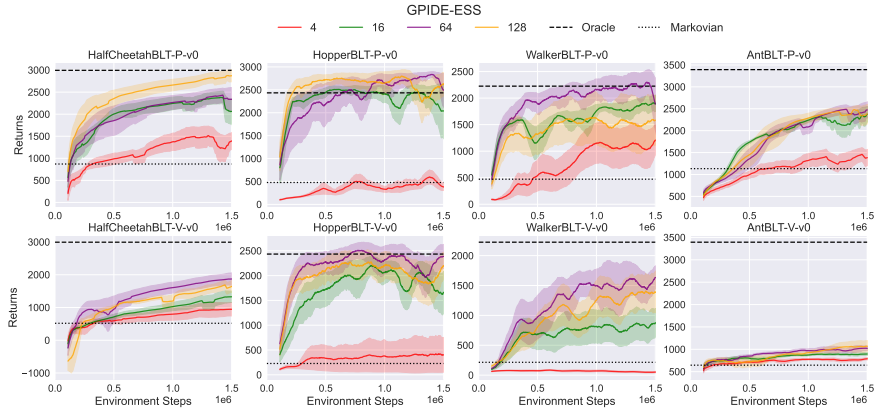 GPIDE-ESS
4 16 64 128 Oracle Markovian
HalfCheetahBLT-P-v0 HopperBLT-P-v0 WalkerBLT-P-v0 AntBLT-P-v0
Returns
3000 2500 2000 1500 1000 500 0
3000 2500 2000 1500 1000 500 0
2500 2000 1500 1000 500 0
3500 3000 2500 2000 1500 1000 500
0.0 0.5 1.0 1.5
1e6
0.0 0.5 1.0 1.5
1e6
0.0 0.5 1.0 1.5
1e6
0.0 0.5 1.0 1.5
1e6
HalfCheetahBLT-V-v0 HopperBLT-V-v0 WalkerBLT-V-v0 AntBLT-V-v0
Returns
3000 2000 1000 0 −1000
2500 2000 1500 1000 500 0
2000 1500 1000 500 0
3500 3000 2500 2000 1500 1000 500
0.0 0.5 1.0 1.5
Environment Steps 1e6
0.0 0.5 1.0 1.5
Environment Steps 1e6
0.0 0.5 1.0 1.5
Environment Steps 1e6
0.0 0.5 1.0 1.5
Environment Steps 1e6